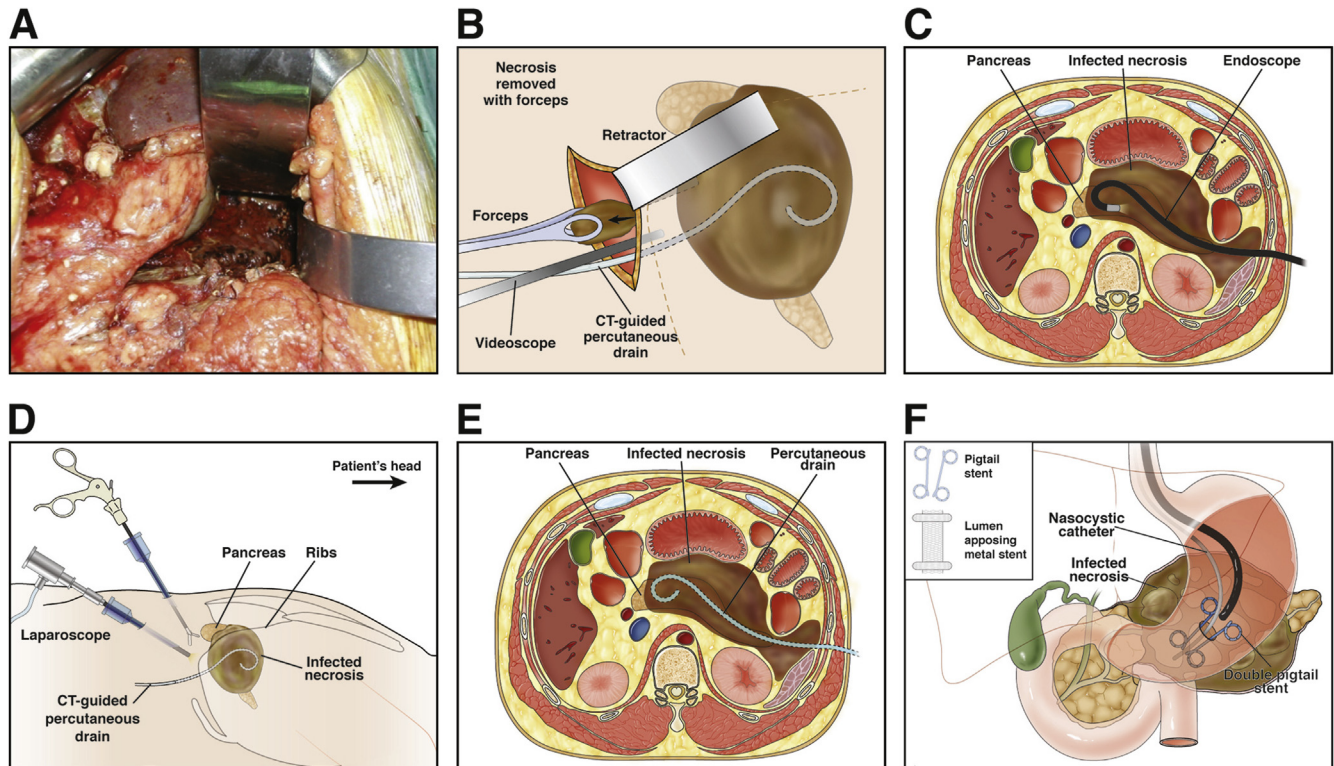 A
B
Necrosis
removed
with forceps
Retractor
Forceps
Videoscope
CT-guided
percutaneous
drain
C
Pancreas
Infected necrosis
Endoscope
D
Patient's head
Pancreas
Ribs
Laparoscope
Infected
necrosis
CT-guided
percutaneous
drain
E
Pancreas
Infected necrosis
Percutaneous
drain
F
Pigtail
stent
Lumen
apposing
metal stent
Nasocystic
catheter
Infected
necrosis
Double pigtail
stent